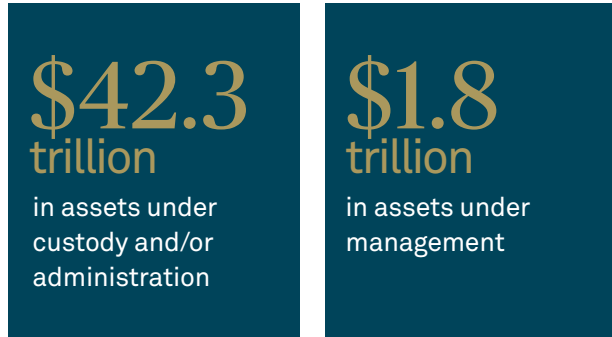 $42.3
trillion
in assets under
custody and/or
administration
$1.8
trillion
in assets under
management